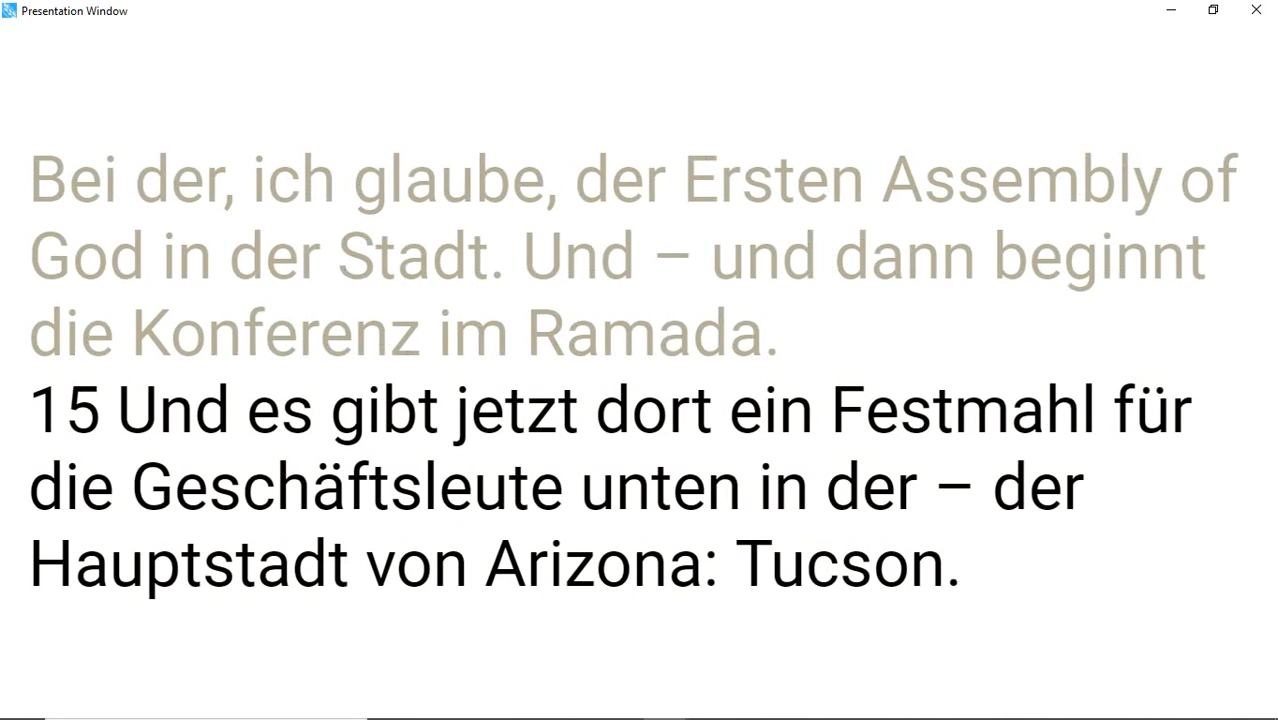 Presentation Window
Bei der, ich glaube, der Ersten Assembly of
God in der Stadt. Und – und dann beginnt
die Konferenz im Ramada.
15 Und es gibt jetzt dort ein Festmahl für
die Geschäftsleute unten in der – der
Hauptstadt von Arizona: Tucson.